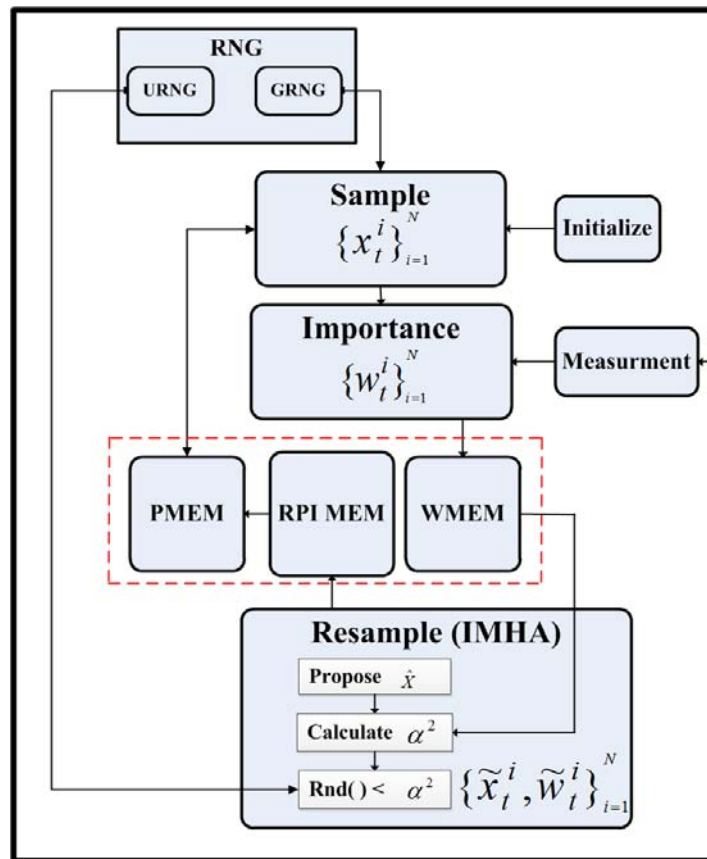 RNG
URNG GRNG
Sample
{x_t^i}_{i=1}^N
Initialize
Importance
{w_t^i}_{i=1}^N
Measurment
PMEM RPI MEM WMEM
Resample (IMHA)
Propose x̂
Calculate α²
Rnd( ) < α² {x̃_t^i, w̃_t^i}_{i=1}^N